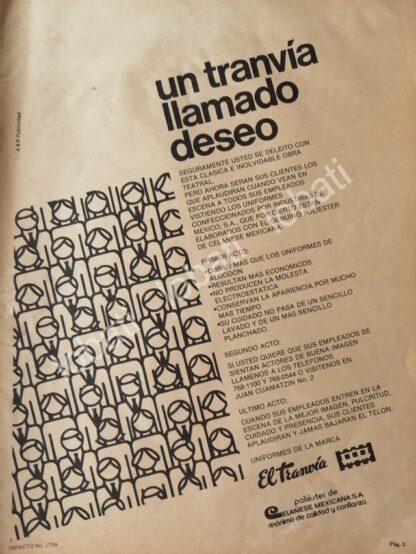 A & R Publicidad
un tranvía
llamado
deseo
SEGURAMENTE USTED SE DELEITO CON
ESTA CLASICA E INOLVIDABLE OBRA
TEATRAL.
PERO AHORA SERAN SUS CLIENTES LOS
QUE APLAUDIRAN CUANDO VEAN EN
ESCENA A TODOS SUS EMPLEADOS
VISTIENDO LOS UNIFORMES
CONFECCIONADOS POR INDUSTRIAS DE
MEXICO, S.A., QUE POR CIERTO ESTAN
ELABORADOS CON EL GENUINO POLIESTER
DE CELANESE MEXICANA
PRIMER ACTO:
•DURAN MAS QUE LOS UNIFORMES DE
ALGODON
•RESULTAN MAS ECONOMICOS
•NO PRODUCEN LA MOLESTA
ELECTROESTATICA
•CONSERVAN LA APARIENCIA POR MUCHO
MAS TIEMPO
•SU CUIDADO NO PASA DE UN SENCILLO
LAVADO Y DE UN MAS SENCILLO
PLANCHADO.
SEGUNDO ACTO:
SI USTED QUIERE QUE SUS EMPLEADOS SE
SIENTAN ACTORES DE BUENA IMAGEN
LLAMENOS A LOS TELEFONOS
768-1100 Y 768-0544 O VISITENOS EN
JUAN CUAMATZIN No. 2
ULTIMO ACTO:
CUANDO SUS EMPLEADOS ENTREN EN LA
ESCENA DE LA MEJOR IMAGEN, PULCRITUD,
CUIDADO Y PRESENCIA, SUS CLIENTES
APLAUDIRAN Y JAMAS BAJARAN EL TELON.
UNIFORMES DE LA MARCA
El Tranvía
poliéster de
CELANESE MEXICANA S.A.
sinónimo de calidad y confianza
IMPACTO No. 1758
Pág. 3